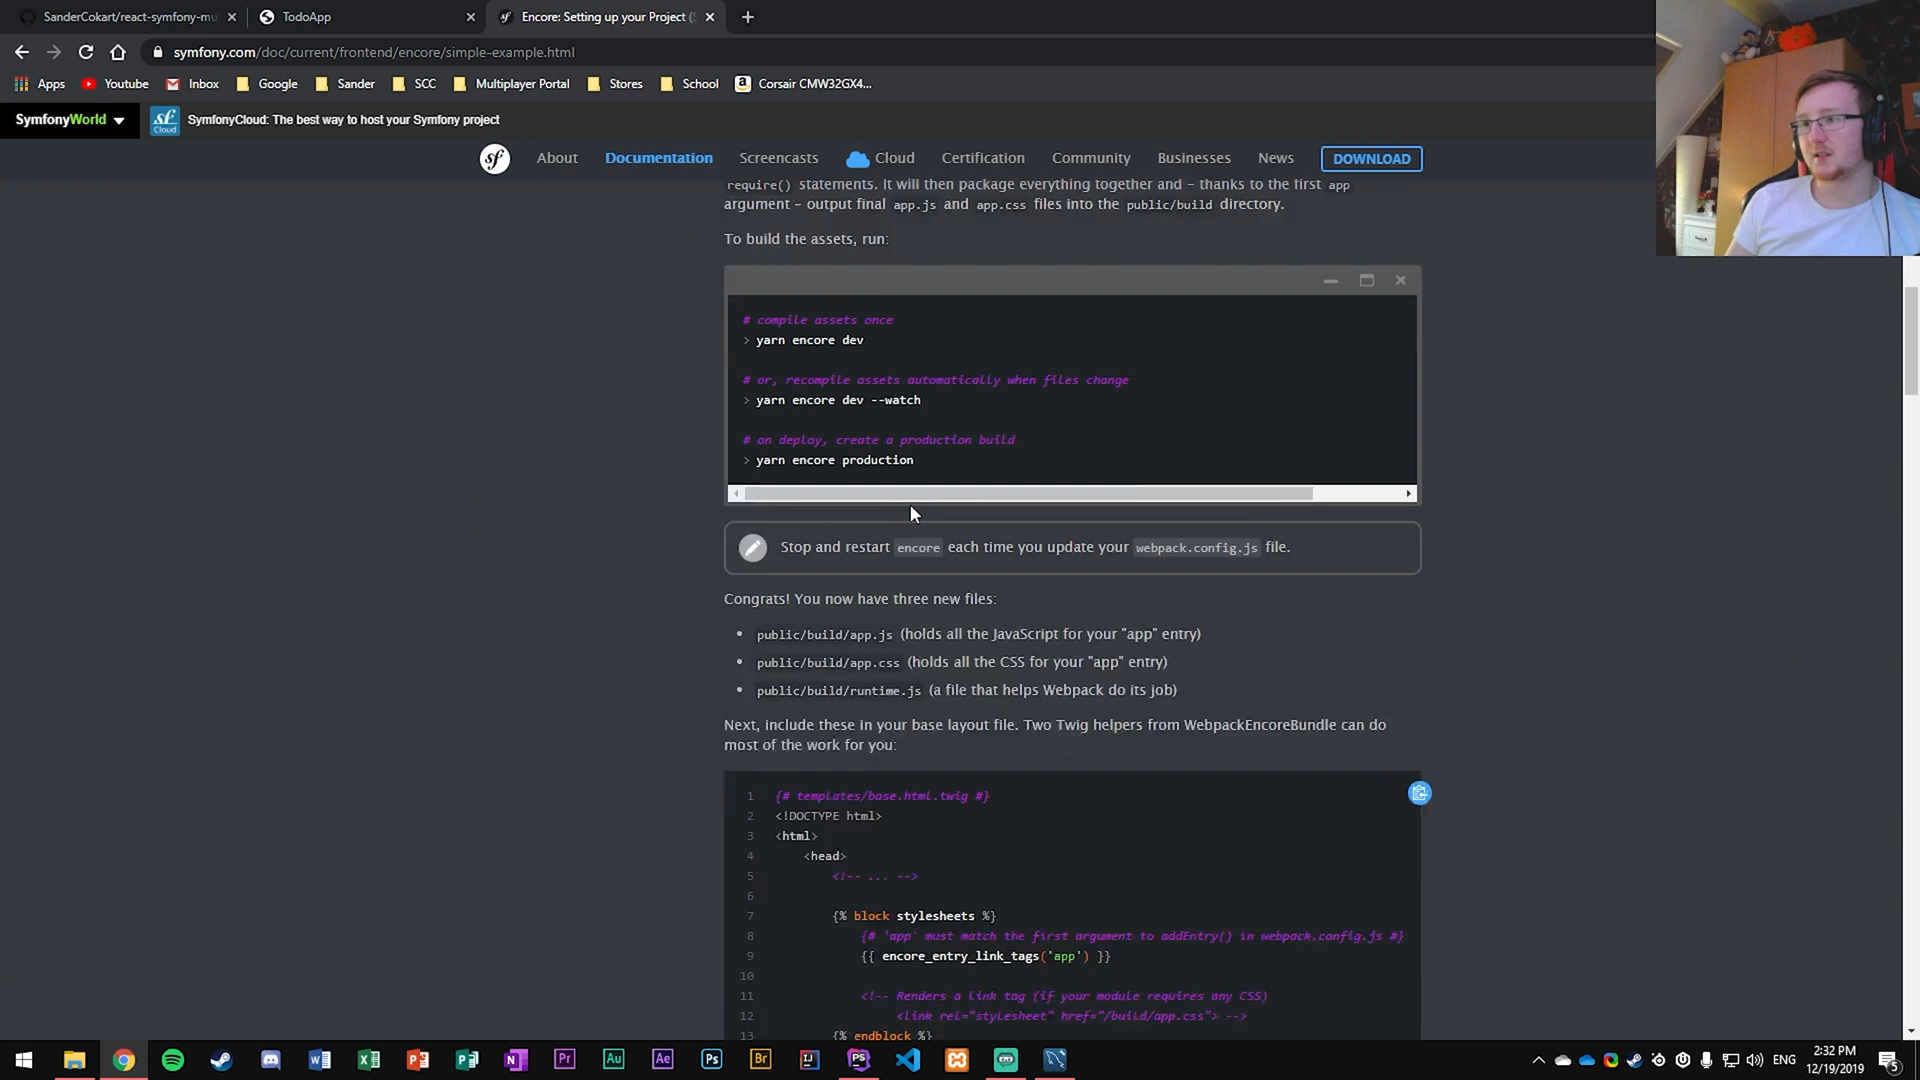 SanderCokart/react-symfony-mu
TodoApp
Encore: Setting up your Project (S
symfony.com/doc/current/frontend/encore/simple-example.html
Apps Youtube Inbox Google Sander SCC Multiplayer Portal Stores School Corsair CMW32GX4...
SymfonyWorld
sf Cloud
SymfonyCloud: The best way to host your Symfony project
sf About Documentation Screencasts Cloud Certification Community Businesses News DOWNLOAD
require() statements. It will then package everything together and – thanks to the first app
argument – output final app.js and app.css files into the public/build directory.
To build the assets, run:
# compile assets once
> yarn encore dev
# or, recompile assets automatically when files change
> yarn encore dev --watch
# on deploy, create a production build
> yarn encore production
Stop and restart encore each time you update your webpack.config.js file.
Congrats! You now have three new files:
• public/build/app.js (holds all the JavaScript for your "app" entry)
• public/build/app.css (holds all the CSS for your "app" entry)
• public/build/runtime.js (a file that helps Webpack do its job)
Next, include these in your base layout file. Two Twig helpers from WebpackEncoreBundle can do
most of the work for you:
1 {# templates/base.html.twig #}
2 <!DOCTYPE html>
3 <html>
4 <head>
5 <!-- ... -->
6
7 {% block stylesheets %}
8 {# 'app' must match the first argument to addEntry() in webpack.config.js #}
9 {{ encore_entry_link_tags('app') }}
10
11 <!-- Renders a link tag (if your module requires any CSS)
12 <link rel="stylesheet" href="/build/app.css"> -->
13 {% endblock %}
Pr Au Ae Ps Br IJ PS
ENG
2:32 PM
12/19/2019
5